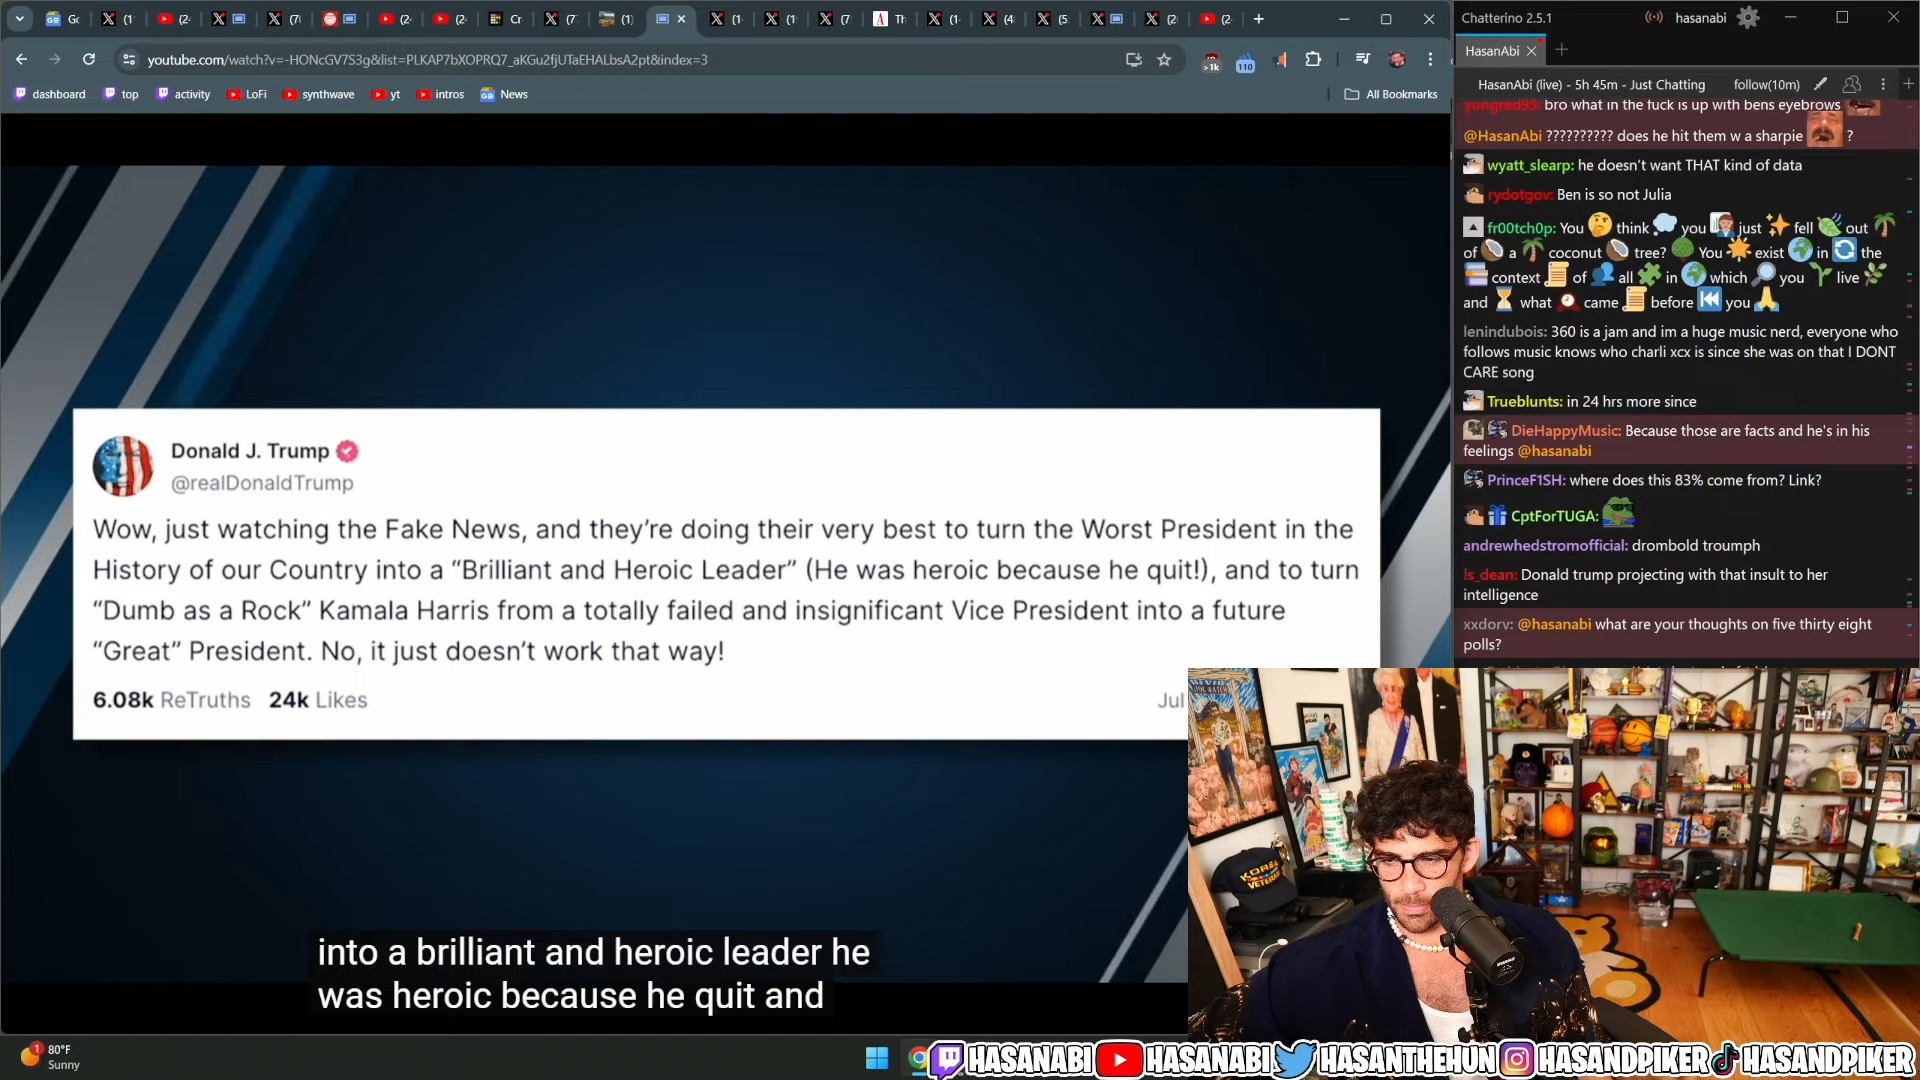 Chatterino 2.5.1
hasanabi
HasanAbi
youtube.com/watch?v=-HONcGV7S3g&list=PLKAP7bXOPRQ7_aKGu2fjUTaEHALbsA2pt&index=3
>1k
110
dashboard
top
activity
LoFi
synthwave
yt
intros
News
All Bookmarks
HasanAbi (live) - 5h 45m - Just Chatting
follow(10m)
yungred95: bro what in the fuck is up with bens eyebrows
@HasanAbi ?????????? does he hit them w a sharpie ?
wyatt_slearp: he doesn't want THAT kind of data
rydotgov: Ben is so not Julia
fr00tch0p: You think you just fell out
of a coconut tree? You exist in the
context of all in which you live
and what came before you
lenindubois: 360 is a jam and im a huge music nerd, everyone who
follows music knows who charli xcx is since she was on that I DONT
CARE song
Trueblunts: in 24 hrs more since
DieHappyMusic: Because those are facts and he's in his
feelings @hasanabi
PrinceF1SH: where does this 83% come from? Link?
CptForTUGA:
andrewhedstromofficial: drombold troumph
ls_dean: Donald trump projecting with that insult to her
intelligence
xxdorv: @hasanabi what are your thoughts on five thirty eight
polls?
Donald J. Trump
@realDonaldTrump
Wow, just watching the Fake News, and they're doing their very best to turn the Worst President in the
History of our Country into a "Brilliant and Heroic Leader" (He was heroic because he quit!), and to turn
"Dumb as a Rock" Kamala Harris from a totally failed and insignificant Vice President into a future
"Great" President. No, it just doesn't work that way!
6.08k ReTruths 24k Likes
Jul
into a brilliant and heroic leader he
was heroic because he quit and
KOREA
VETERAN
1
80°F
Sunny
HASANABI
HASANABI
HASANTHEHUN
HASANDPIKER
HASANDPIKER